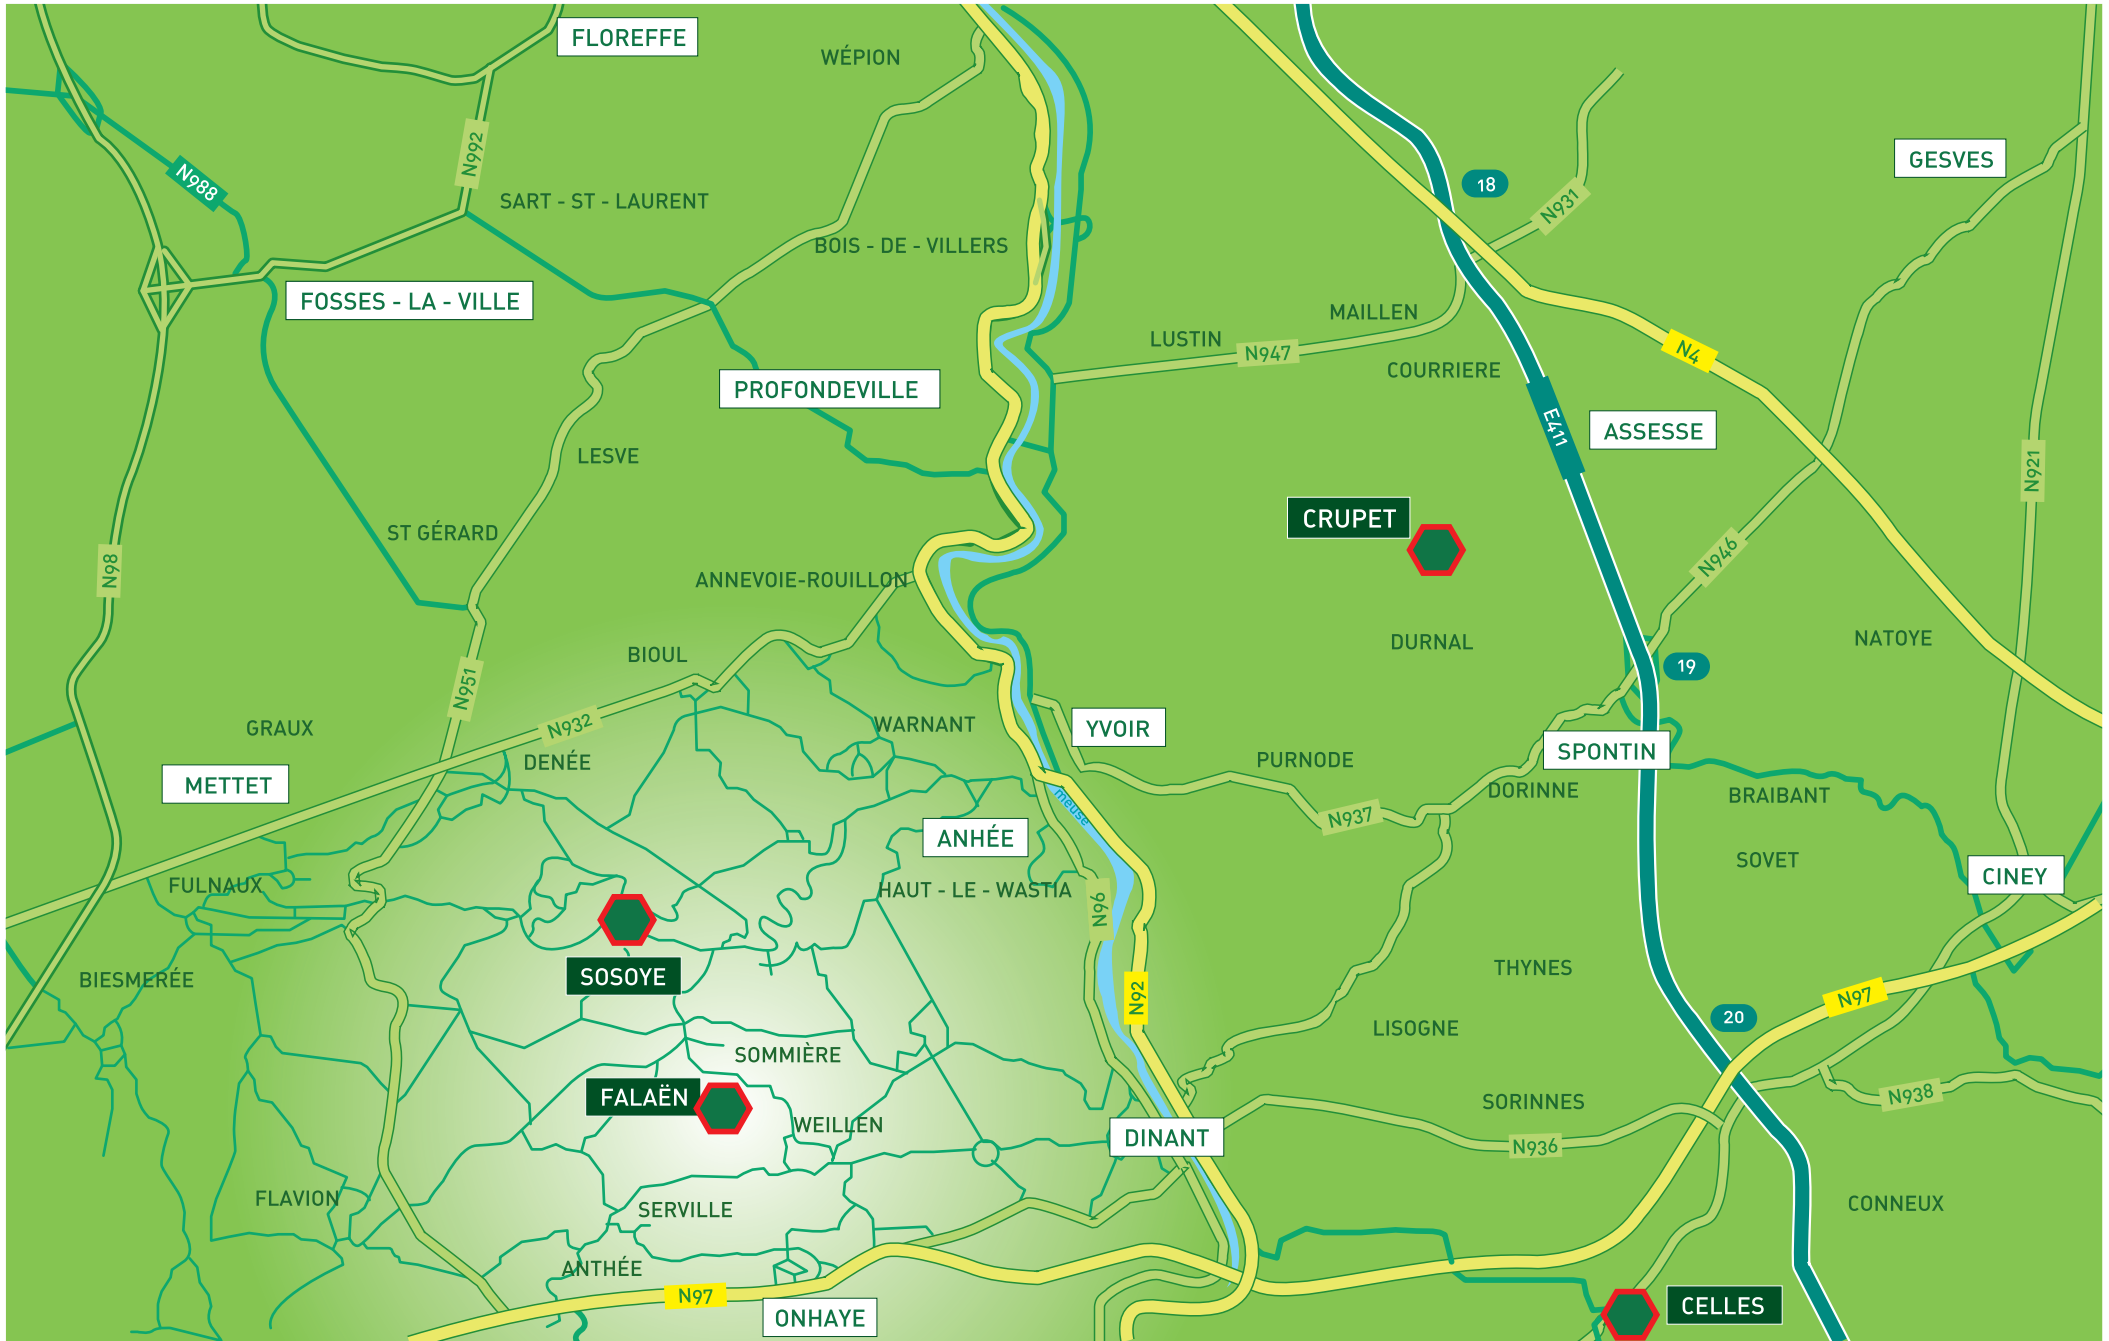 FLOREFFE
WÉPION
N992
GESVES
N988
18
SART - ST - LAURENT
N931
BOIS - DE - VILLERS
FOSSES - LA - VILLE
MAILLEN
LUSTIN
N947
N4
COURRIERE
PROFONDEVILLE
E411
ASSESSE
LESVE
N921
CRUPET
ST GÉRARD
N946
N98
ANNEVOIE-ROUILLON
DURNAL
NATOYE
BIOUL
19
N951
GRAUX
N932
WARNANT
YVOIR
SPONTIN
DENÉE
PURNODE
METTET
DORINNE
BRAIBANT
meuse
N937
ANHÉE
SOVET
CINEY
FULNAUX
HAUT - LE - WASTIA
N96
SOSOYE
BIESMERÉE
THYNES
N92
N97
20
LISOGNE
SOMMIÈRE
FALAËN
N938
SORINNES
WEILLEN
DINANT
N936
FLAVION
SERVILLE
CONNEUX
ANTHÉE
N97
ONHAYE
CELLES